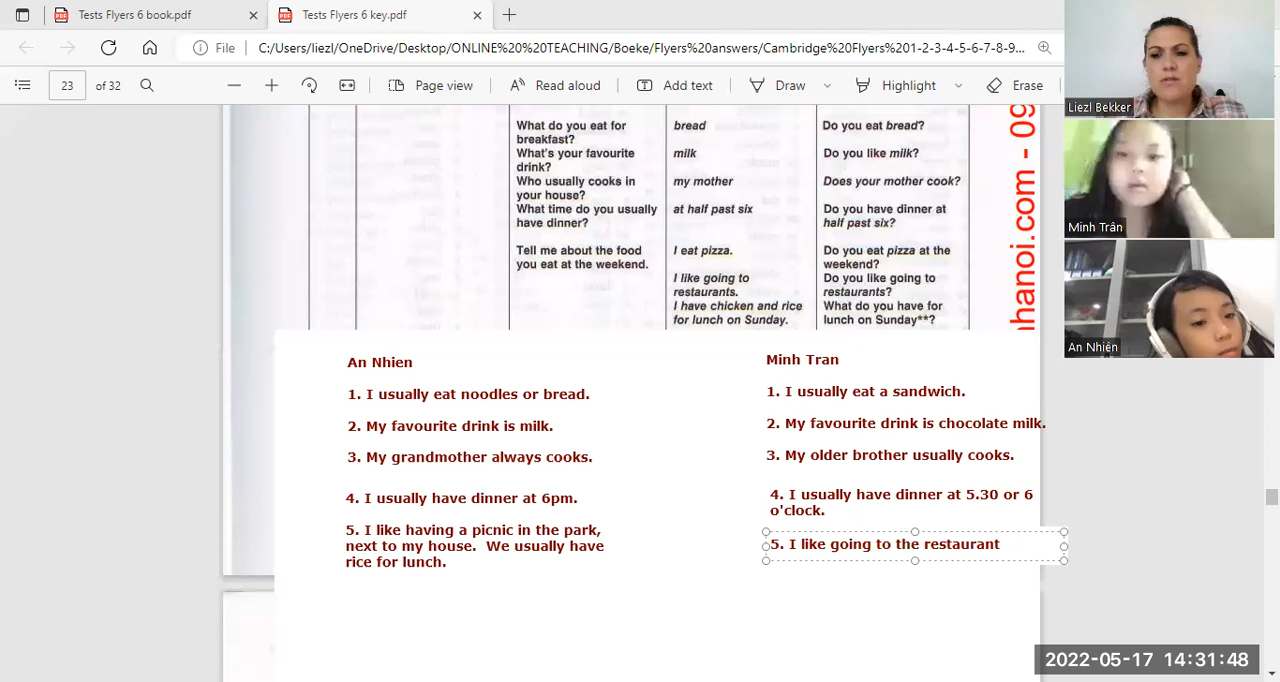 Tests Flyers 6 book.pdf
Tests Flyers 6 key.pdf
File
C:/Users/liezl/OneDrive/Desktop/ONLINE%20%20TEACHING/Boeke/Flyers%20answers/Cambridge%20Flyers%201-2-3-4-5-6-7-8-9...
23 of 32
Page view
Read aloud
Add text
Draw
Highlight
Erase
What do you eat for
breakfast?
What's your favourite
drink?
Who usually cooks in
your house?
What time do you usually
have dinner?
Tell me about the food
you eat at the weekend.
bread
milk
my mother
at half past six
I eat pizza.
I like going to
restaurants.
I have chicken and rice
for lunch on Sunday.
Do you eat bread?
Do you like milk?
Does your mother cook?
Do you have dinner at
half past six?
Do you eat pizza at the
weekend?
Do you like going to
restaurants?
What do you have for
lunch on Sunday**?
hanoi.com - 09
An Nhien
1. I usually eat noodles or bread.
2. My favourite drink is milk.
3. My grandmother always cooks.
4. I usually have dinner at 6pm.
5. I like having a picnic in the park,
next to my house. We usually have
rice for lunch.
Minh Tran
1. I usually eat a sandwich.
2. My favourite drink is chocolate milk.
3. My older brother usually cooks.
4. I usually have dinner at 5.30 or 6
o'clock.
5. I like going to the restaurant
Liezl Bekker
Minh Trân
An Nhiên
2022-05-17 14:31:48